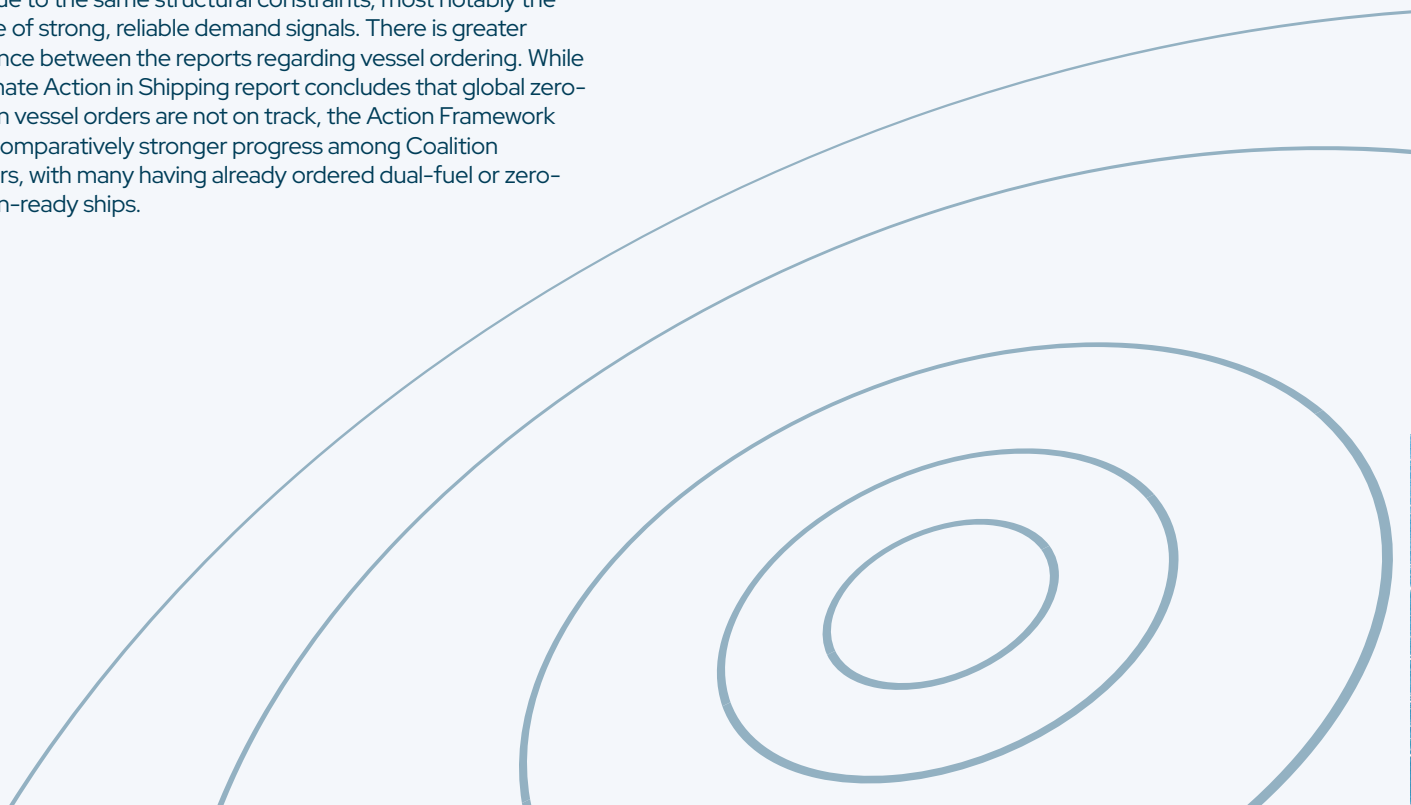 de to the same structural constraints, most notably the
e of strong, reliable demand signals. There is greater
nce between the reports regarding vessel ordering. While
nate Action in Shipping report concludes that global zero-
n vessel orders are not on track, the Action Framework
omparatively stronger progress among Coalition
rs, with many having already ordered dual-fuel or zero-
n-ready ships.